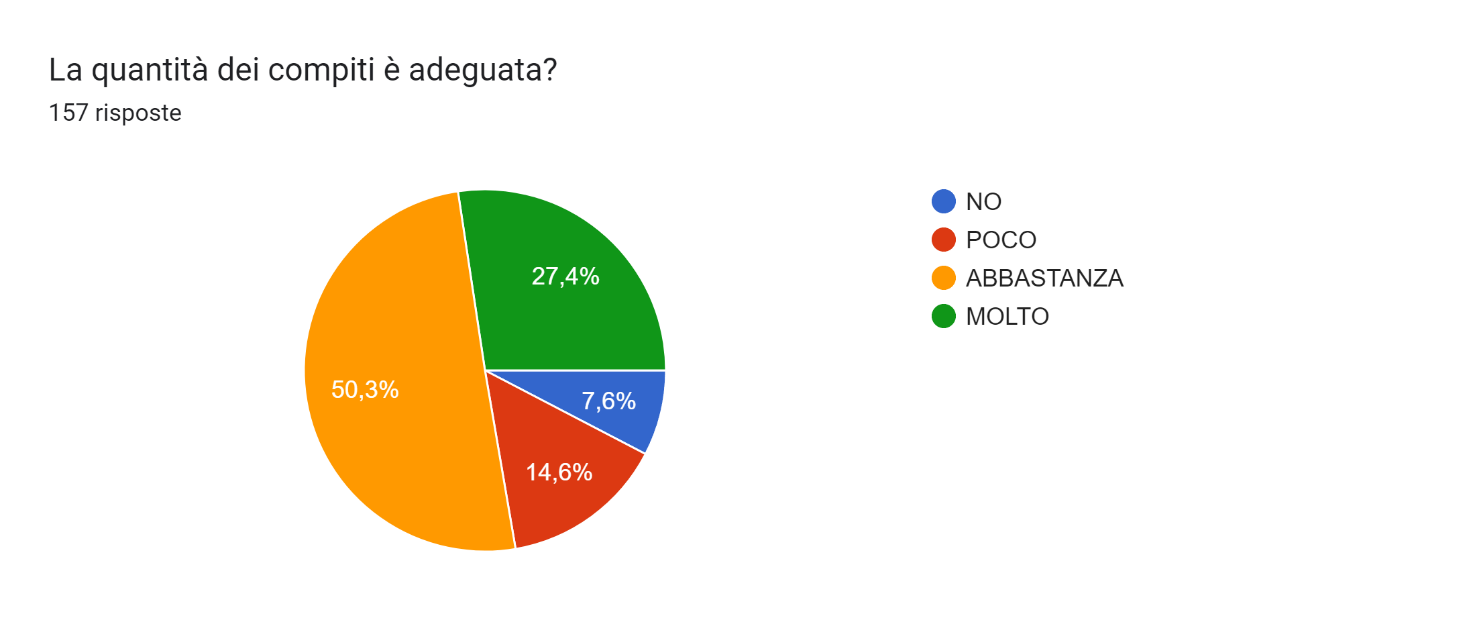 La quantità dei compiti è adeguata?
157 risposte
NO
POCO
ABBASTANZA
MOLTO
27,4%
7,6%
50,3%
14,6%